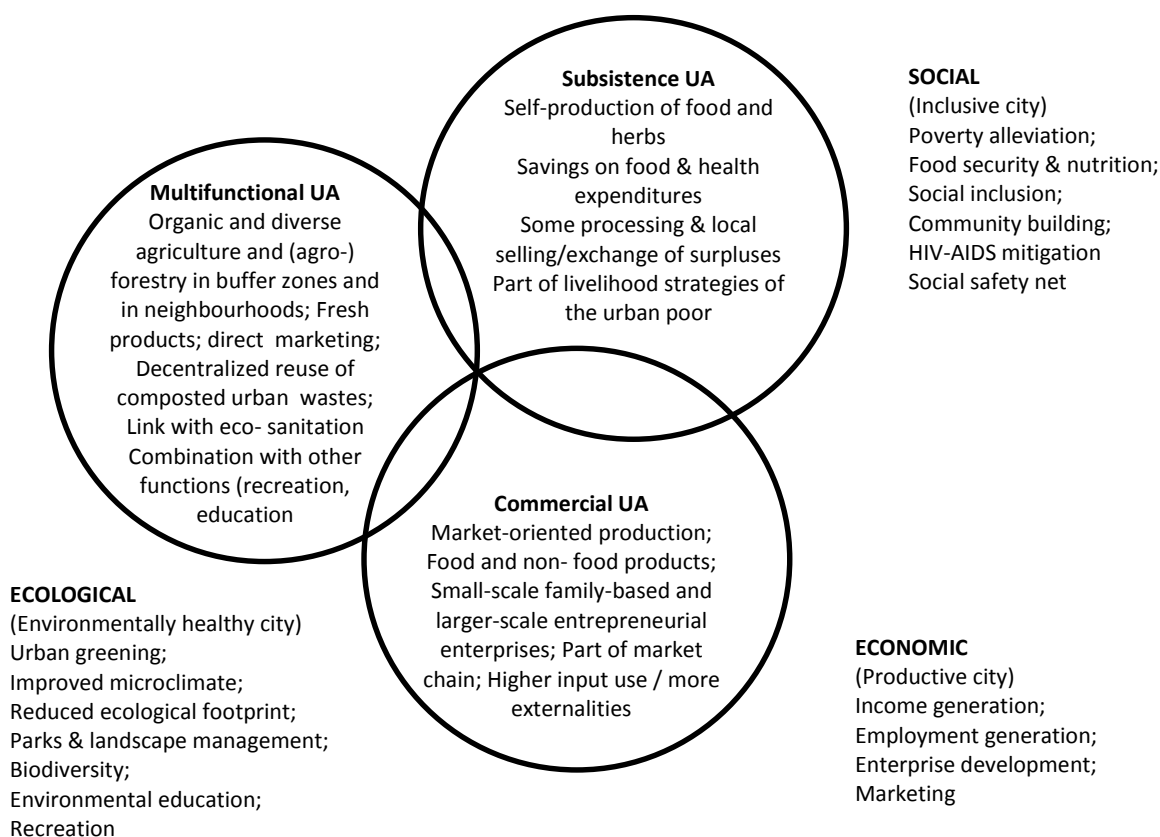 Subsistence UA
Self-production of food and
herbs
Savings on food & health
expenditures
Some processing & local
selling/exchange of surpluses
Part of livelihood strategies of
the urban poor
SOCIAL
(Inclusive city)
Poverty alleviation;
Food security & nutrition;
Social inclusion;
Community building;
HIV-AIDS mitigation
Social safety net
Multifunctional UA
Organic and diverse
agriculture and (agro-)
forestry in buffer zones and
in neighbourhoods; Fresh
products; direct marketing;
Decentralized reuse of
composted urban wastes;
Link with eco- sanitation
Combination with other
functions (recreation,
education
Commercial UA
Market-oriented production;
Food and non- food products;
Small-scale family-based and
larger-scale entrepreneurial
enterprises; Part of market
chain; Higher input use / more
externalities
ECOLOGICAL
(Environmentally healthy city)
Urban greening;
Improved microclimate;
Reduced ecological footprint;
Parks & landscape management;
Biodiversity;
Environmental education;
Recreation
ECONOMIC
(Productive city)
Income generation;
Employment generation;
Enterprise development;
Marketing